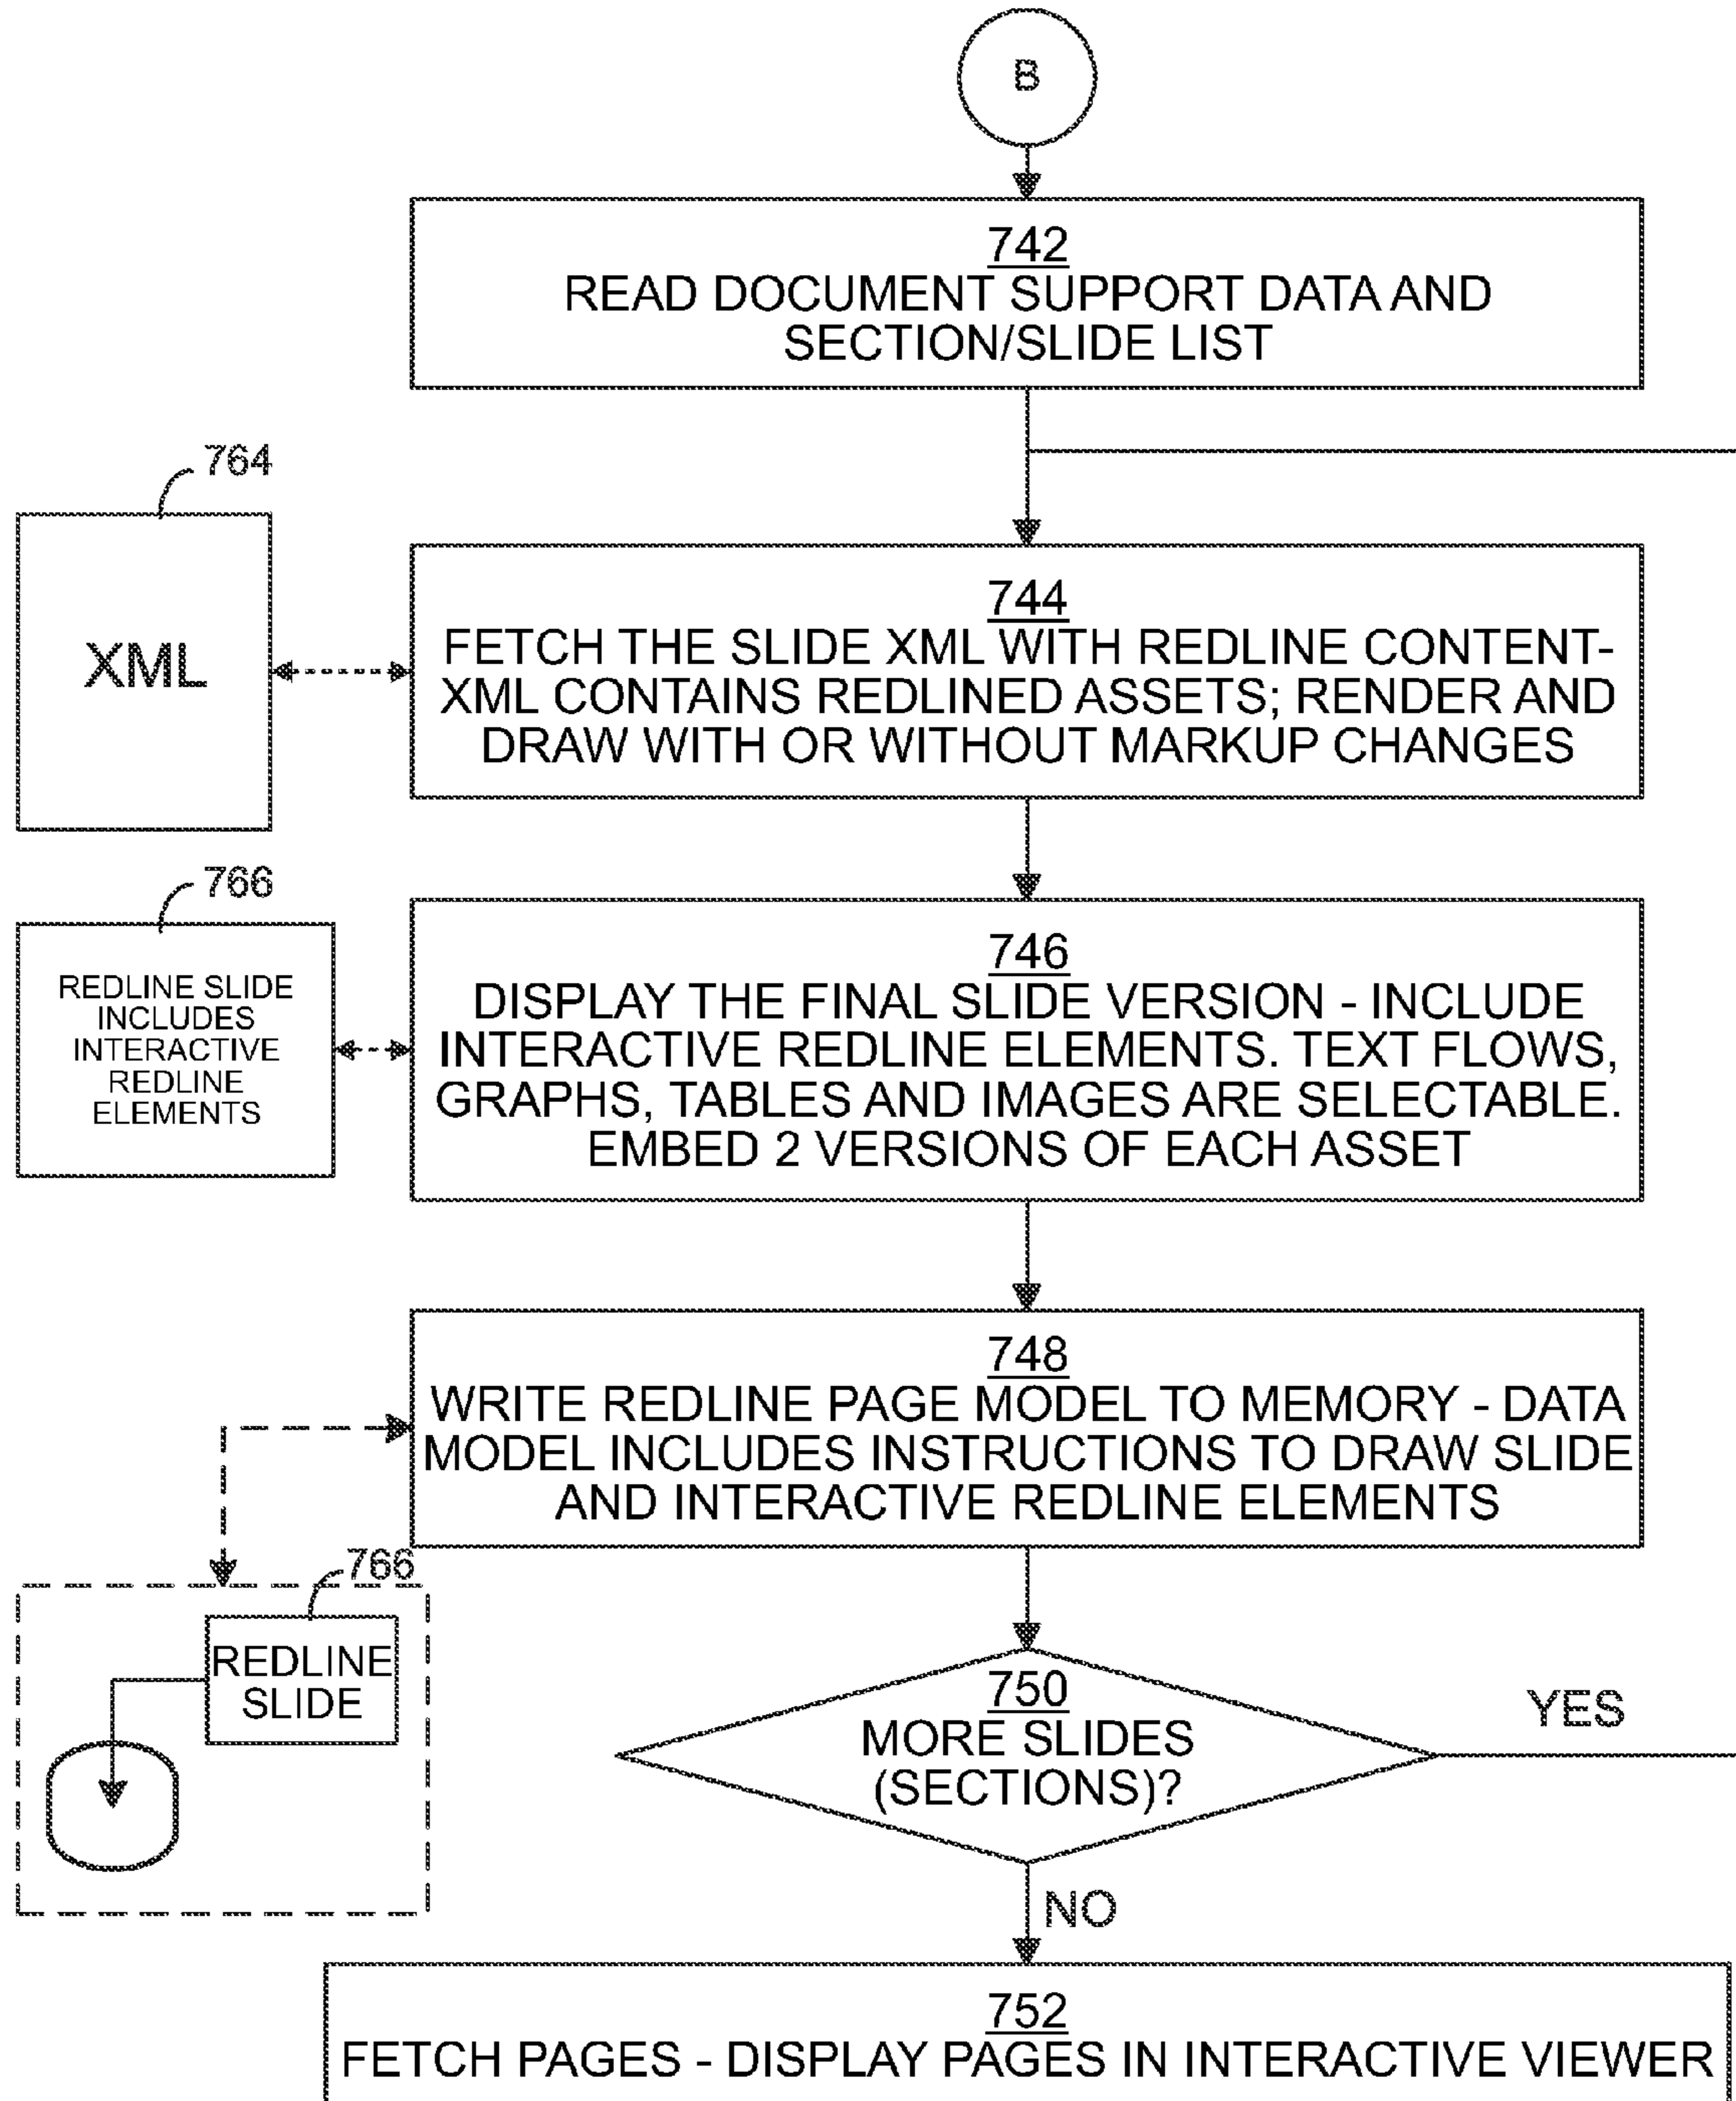 B
742
READ DOCUMENT SUPPORT DATA AND
SECTION/SLIDE LIST
764
XML
744
FETCH THE SLIDE XML WITH REDLINE CONTENT-
XML CONTAINS REDLINED ASSETS; RENDER AND
DRAW WITH OR WITHOUT MARKUP CHANGES
766
REDLINE SLIDE
INCLUDES
INTERACTIVE
REDLINE
ELEMENTS
746
DISPLAY THE FINAL SLIDE VERSION - INCLUDE
INTERACTIVE REDLINE ELEMENTS. TEXT FLOWS,
GRAPHS, TABLES AND IMAGES ARE SELECTABLE.
EMBED 2 VERSIONS OF EACH ASSET
748
WRITE REDLINE PAGE MODEL TO MEMORY - DATA
MODEL INCLUDES INSTRUCTIONS TO DRAW SLIDE
AND INTERACTIVE REDLINE ELEMENTS
766
REDLINE
SLIDE
750
MORE SLIDES
(SECTIONS)?
YES
NO
752
FETCH PAGES - DISPLAY PAGES IN INTERACTIVE VIEWER